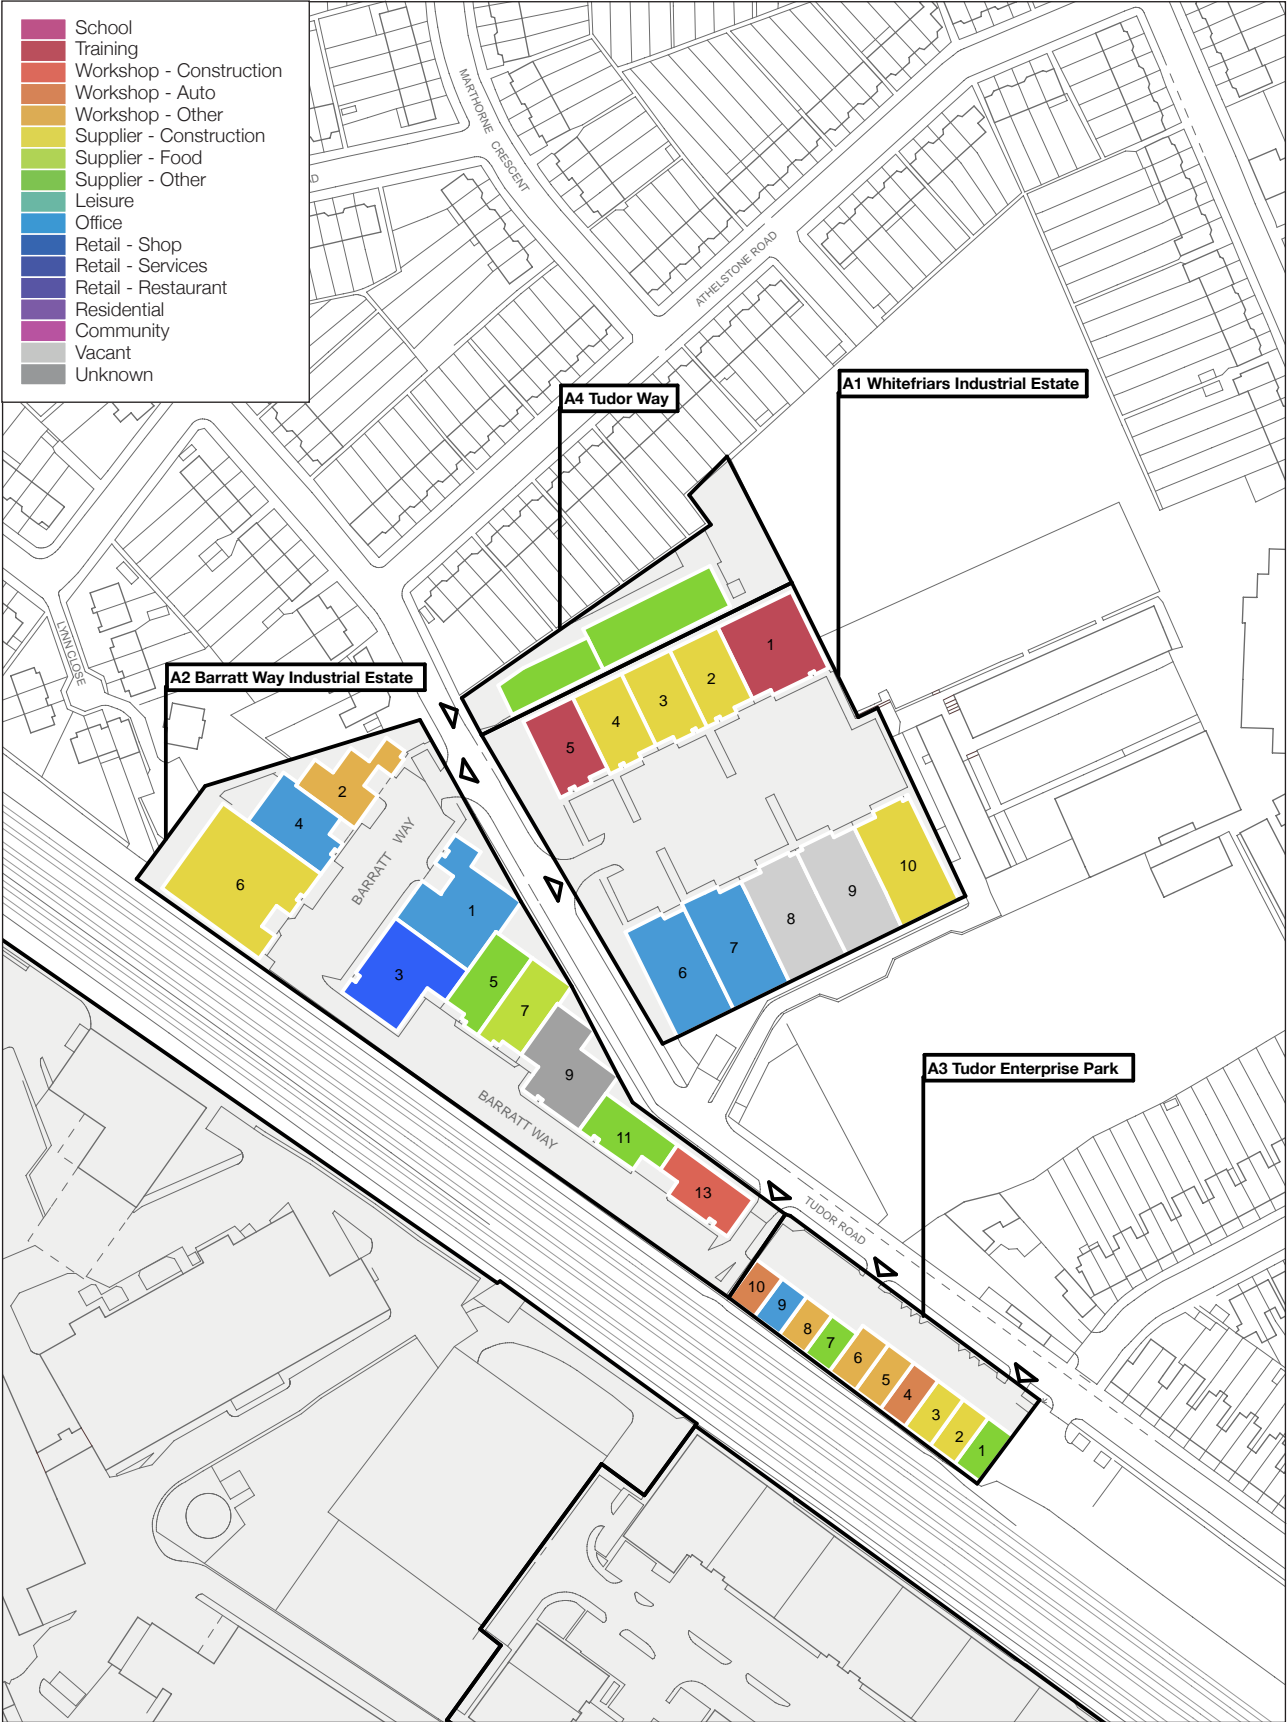 School
Training
Workshop - Construction
Workshop - Auto
Workshop - Other
Supplier - Construction
Supplier - Food
Supplier - Other
Leisure
Office
Retail - Shop
Retail - Services
Retail - Restaurant
Residential
Community
Vacant
Unknown
MARTHORNE CRESCENT
D
ATHELSTONE ROAD
A1 Whitefriars Industrial Estate
A4 Tudor Way
LYNN CLOSE
A2 Barratt Way Industrial Estate
1
2
3
4
5
6
7
8
9
10
2
4
6
BARRATT WAY
1
3
5
7
9
11
13
BARRATT WAY
A3 Tudor Enterprise Park
TUDOR ROAD
10
9
8
7
6
5
4
3
2
1